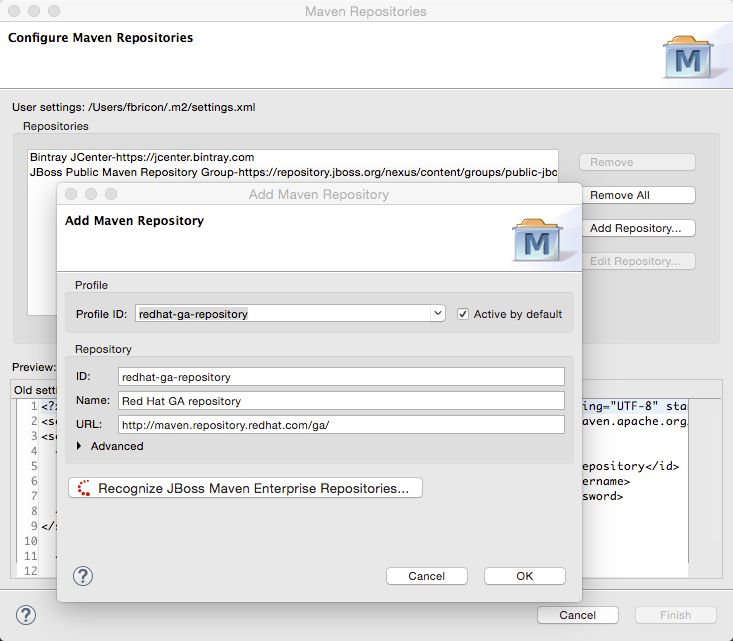 Maven Repositories
Configure Maven Repositories
M
User settings: /Users/fbricon/.m2/settings.xml
Repositories
Bintray JCenter-https://jcenter.bintray.com
JBoss Public Maven Repository Group-https://repository.jboss.org/nexus/content/groups/public-jbo
Remove
Remove All
Add Repository...
Edit Repository...
Add Maven Repository
Add Maven Repository
M
Profile
Profile ID: redhat-ga-repository Active by default
Repository
ID: redhat-ga-repository
Name: Red Hat GA repository
URL: http://maven.repository.redhat.com/ga/
Advanced
Recognize JBoss Maven Enterprise Repositories...
? Cancel OK
Preview:
Old setti
1 <?x
2 <s
3 <s
4 <
5
6
7
8 <
9 </s
10
11 <
12
ing="UTF-8" sta
aven.apache.org
epository</id>
ername>
sword>
? Cancel Finish